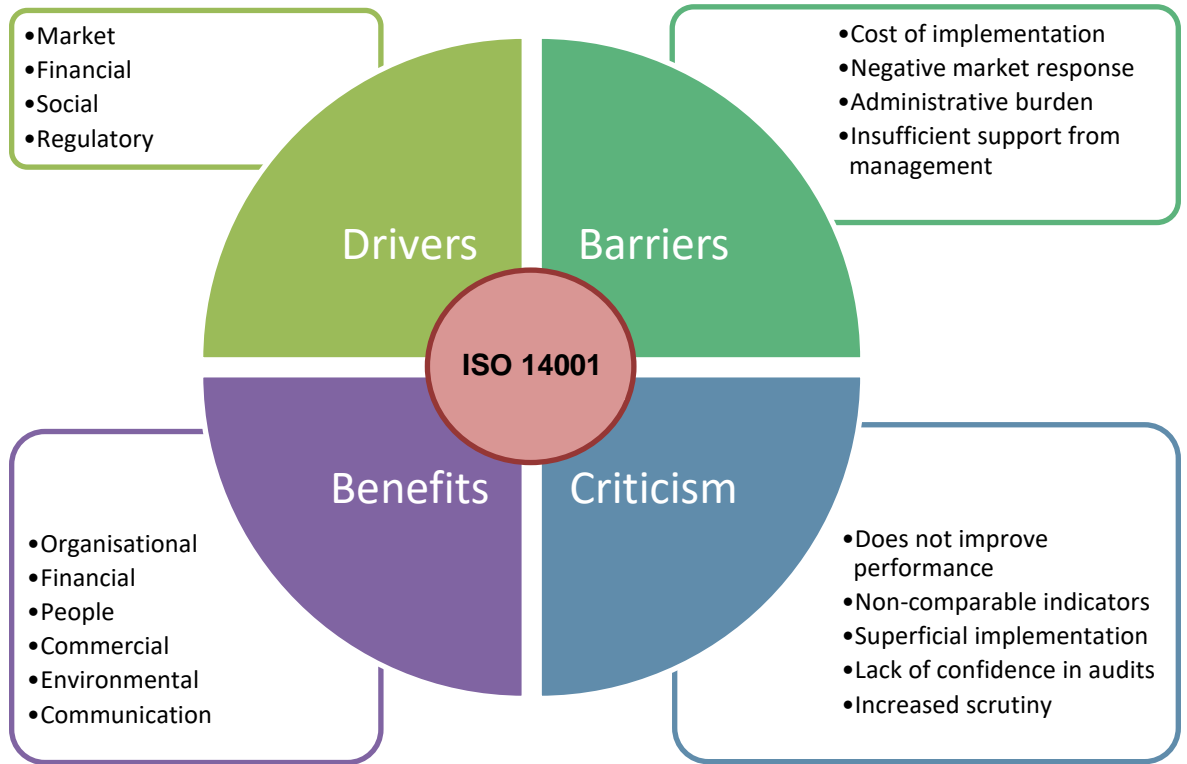 •Market
•Financial
•Social
•Regulatory
•Cost of implementation
•Negative market response
•Administrative burden
•Insufficient support from
management
Drivers
Barriers
ISO 14001
Benefits
Criticism
•Organisational
•Financial
•People
•Commercial
•Environmental
•Communication
•Does not improve
performance
•Non-comparable indicators
•Superficial implementation
•Lack of confidence in audits
•Increased scrutiny